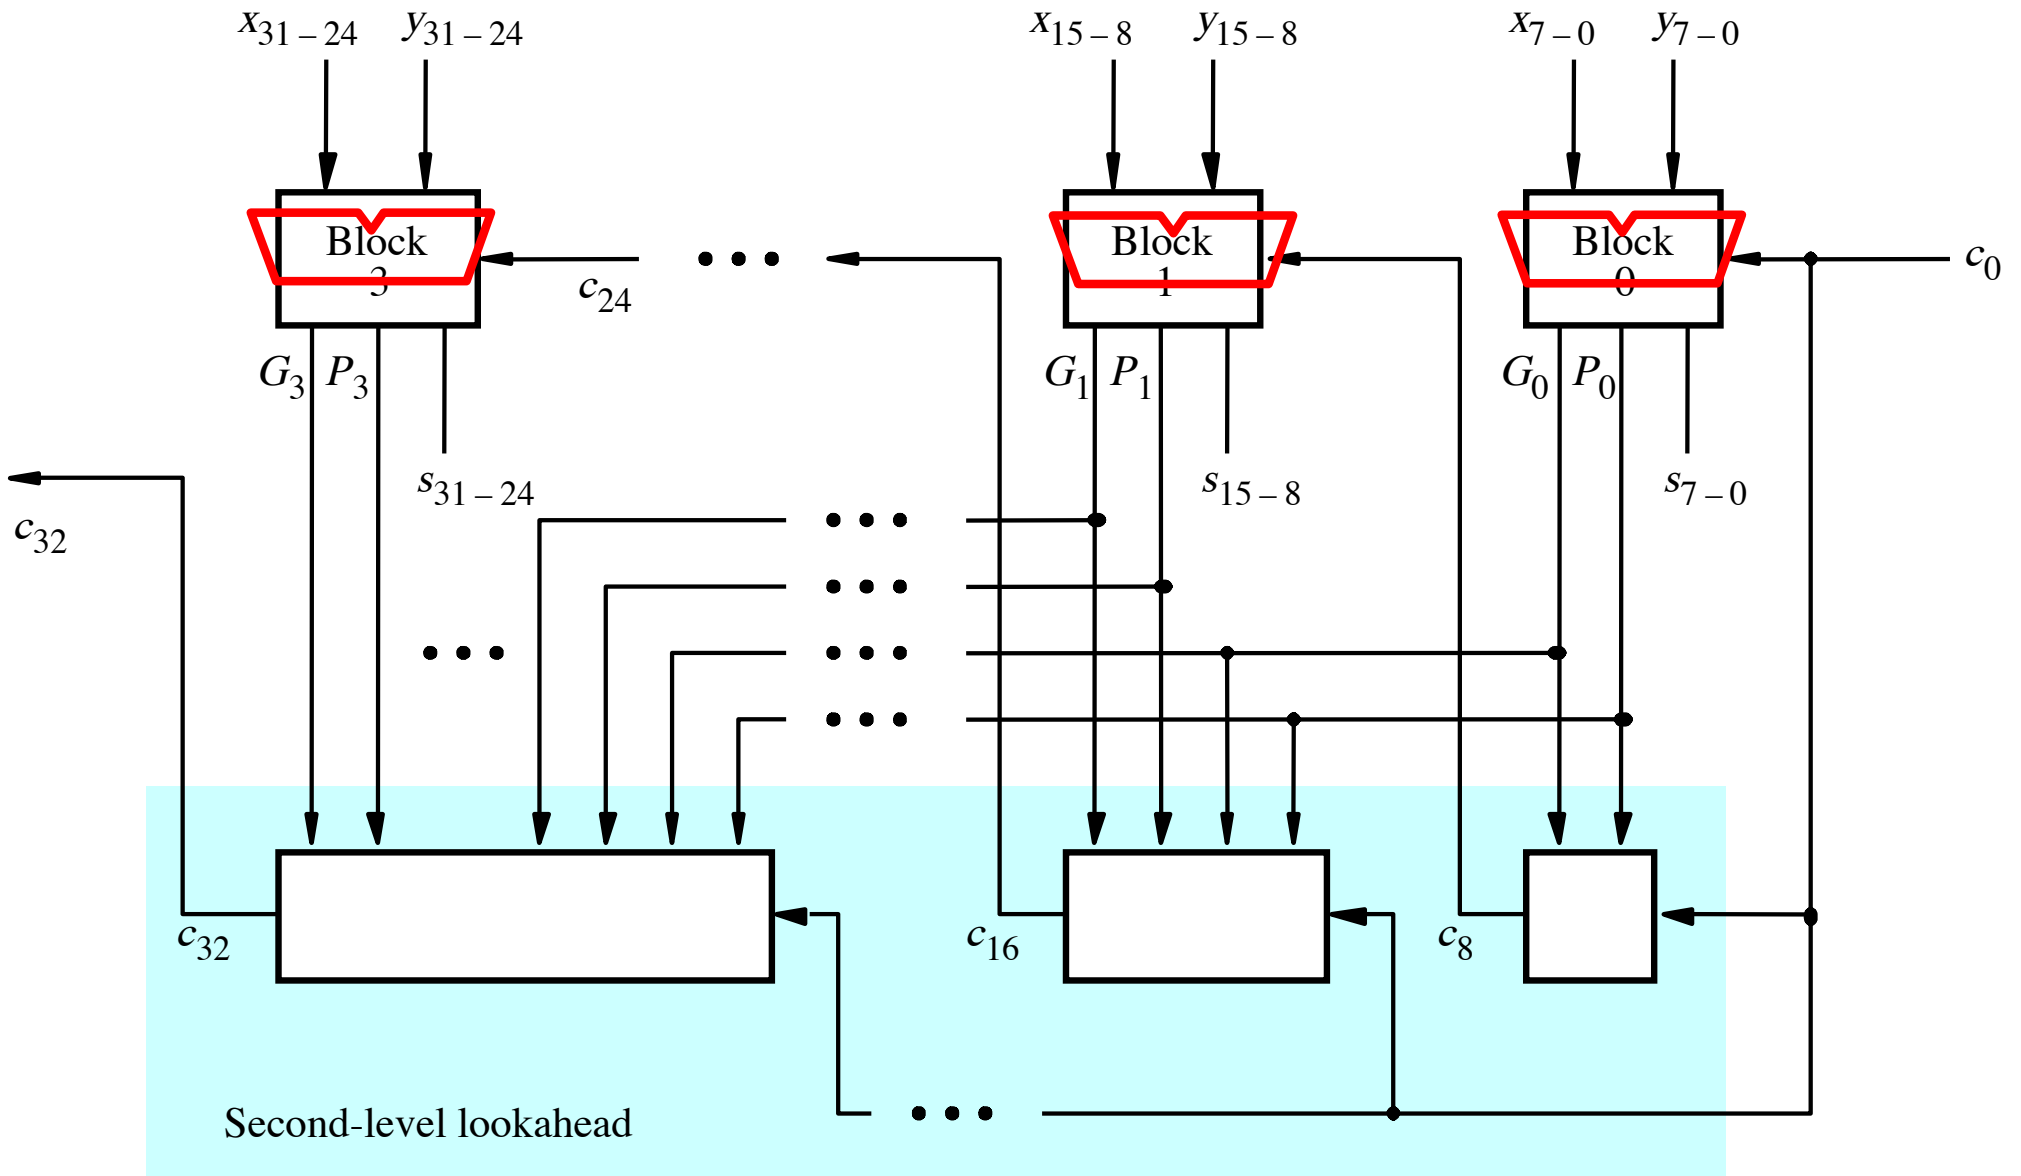 x31 – 24 y31 – 24 x15 – 8 y15 – 8 x7 – 0 y7 – 0
Block
3
Block
1
Block
0
c24
c0
G3 P3 G1 P1 G0 P0
s31 – 24 s15 – 8 s7 – 0
c32
c32 c16 c8
Second-level lookahead